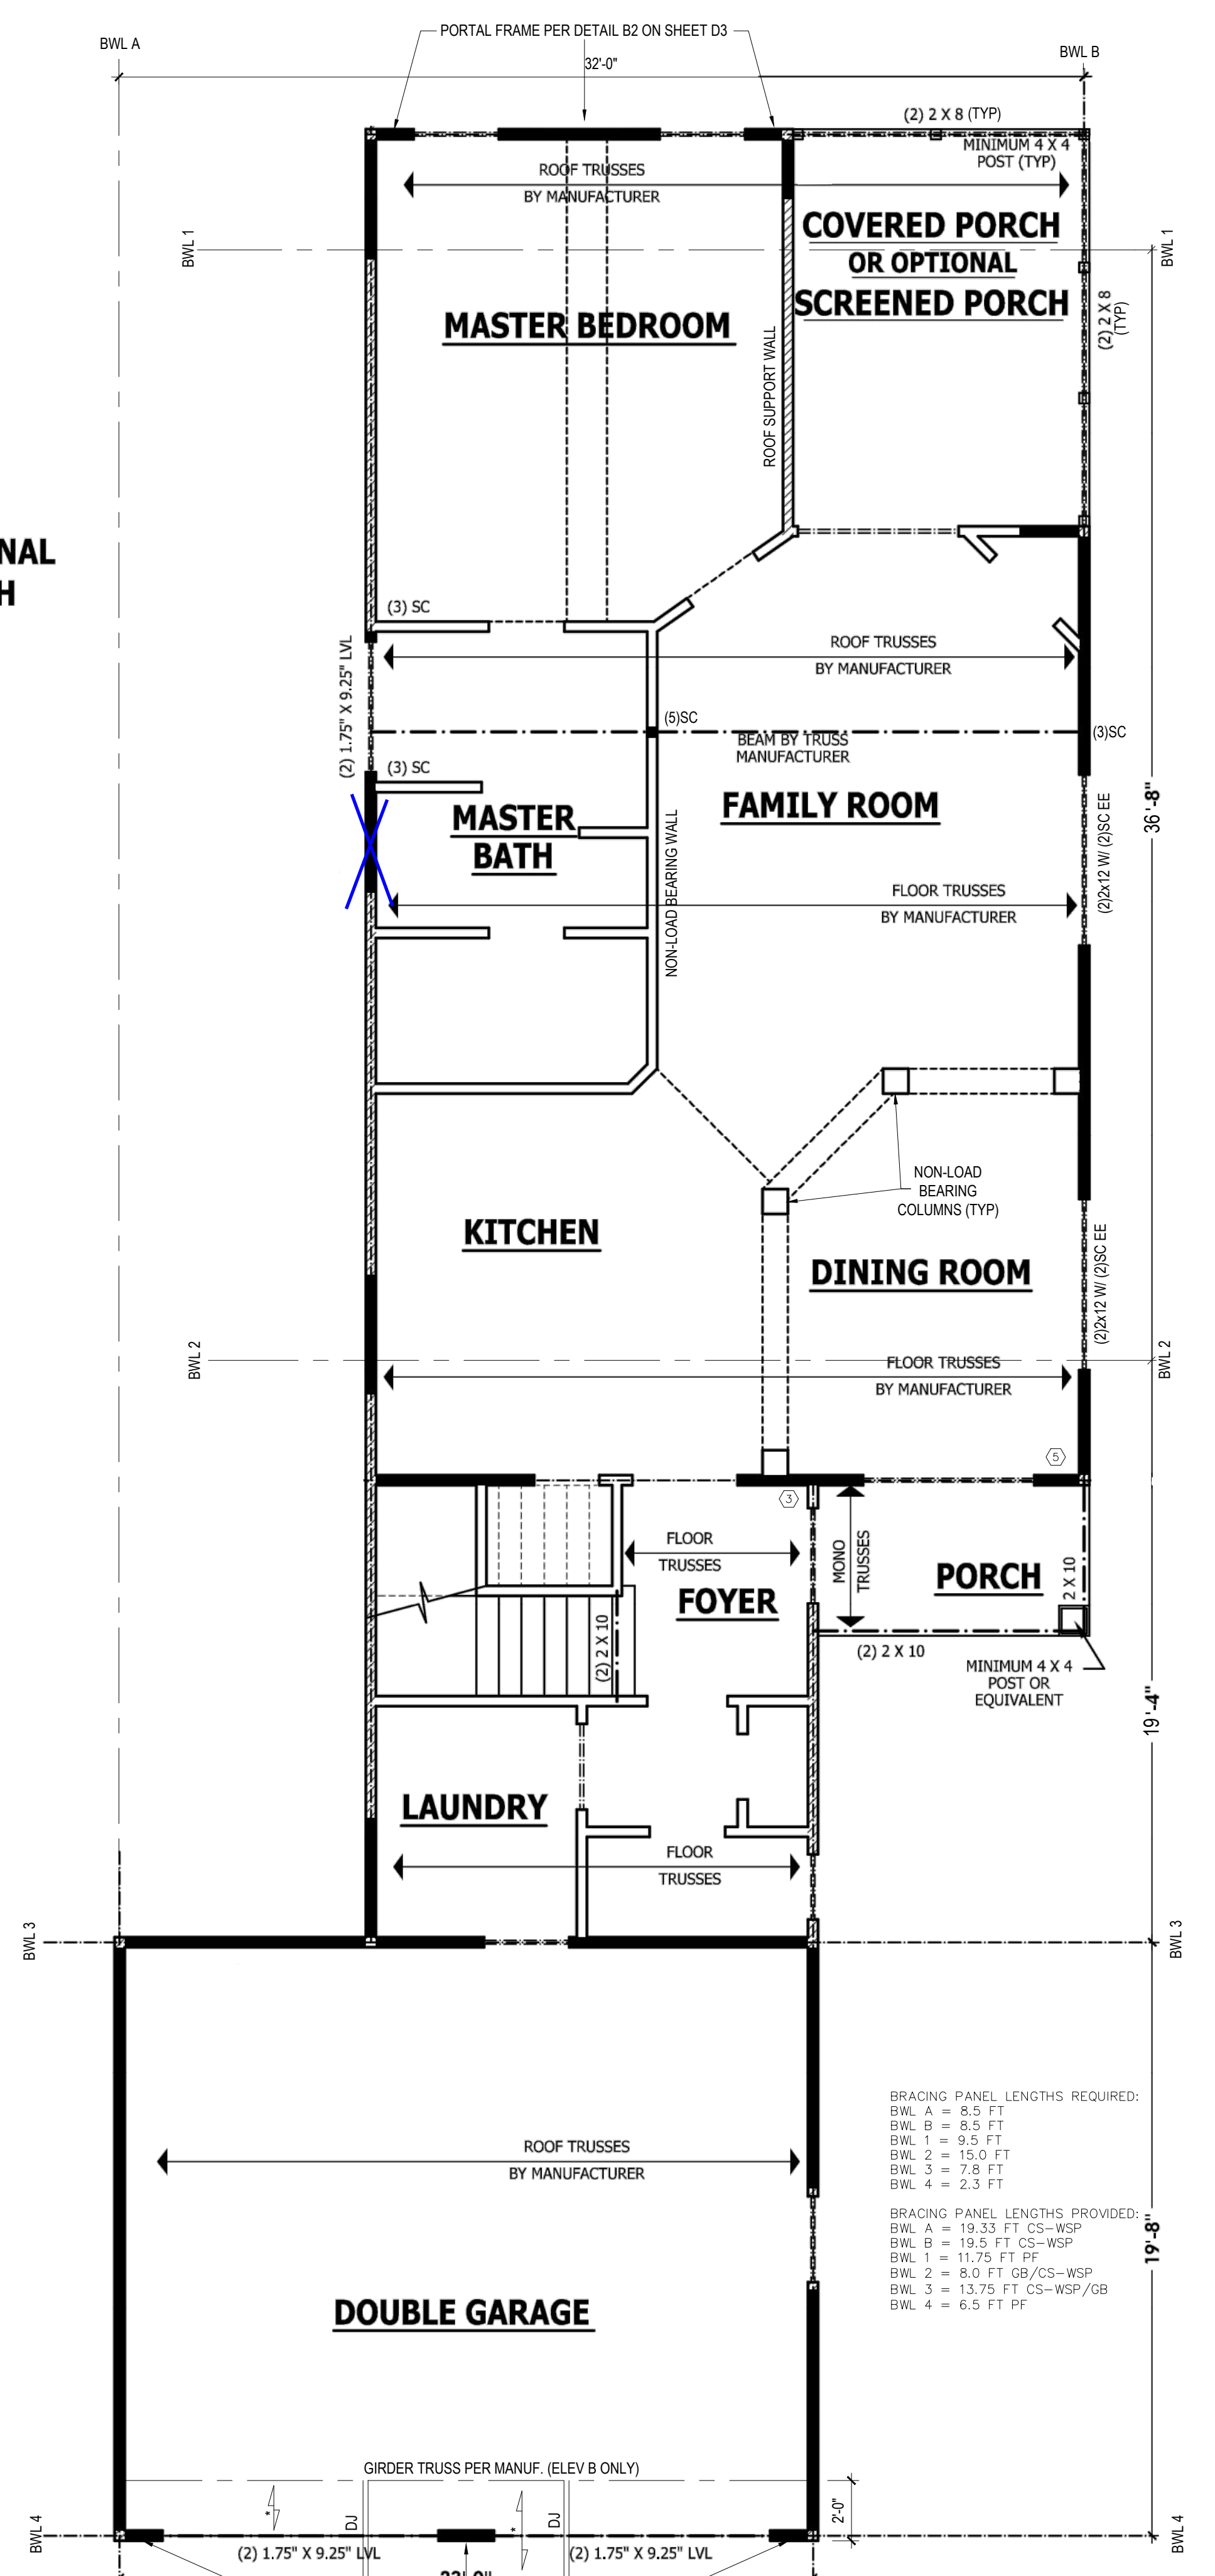 PORTAL FRAME PER DETAIL B2 ON SHEET D3
BWL A
BWL B
32'-0"
(2) 2 X 8 (TYP)
MINIMUM 4 X 4
POST (TYP)
ROOF TRUSSES
BY MANUFACTURER
COVERED PORCH
OR OPTIONAL
SCREENED PORCH
BWL 1
BWL 1
MASTER BEDROOM
(2) 2 X 8
(TYP)
ROOF SUPPORT WALL
NAL
H
(3) SC
(2) 1.75" X 9.25" LVL
ROOF TRUSSES
BY MANUFACTURER
(5)SC
(3)SC
BEAM BY TRUSS
MANUFACTURER
(3) SC
MASTER
BATH
FAMILY ROOM
36'-8"
(2)2x12 W/ (2)SC EE
NON-LOAD BEARING WALL
FLOOR TRUSSES
BY MANUFACTURER
NON-LOAD
BEARING
COLUMNS (TYP)
KITCHEN
DINING ROOM
(2)2x12 W/ (2)SC EE
BWL 2
BWL 2
FLOOR TRUSSES
BY MANUFACTURER
5
3
FLOOR
TRUSSES
MONO
TRUSSES
FOYER
PORCH
2 X 10
(2) 2 X 10
(2) 2 X 10
MINIMUM 4 X 4
POST OR
EQUIVALENT
19'-4"
LAUNDRY
FLOOR
TRUSSES
BWL 3
BWL 3
BRACING PANEL LENGTHS REQUIRED:
BWL A = 8.5 FT
BWL B = 8.5 FT
BWL 1 = 9.5 FT
BWL 2 = 15.0 FT
BWL 3 = 7.8 FT
BWL 4 = 2.3 FT
ROOF TRUSSES
BY MANUFACTURER
BRACING PANEL LENGTHS PROVIDED:
BWL A = 19.33 FT CS-WSP
BWL B = 19.5 FT CS-WSP
BWL 1 = 11.75 FT PF
BWL 2 = 8.0 FT GB/CS-WSP
BWL 3 = 13.75 FT CS-WSP/GB
BWL 4 = 6.5 FT PF
19'-8"
DOUBLE GARAGE
GIRDER TRUSS PER MANUF. (ELEV B ONLY)
*
DJ
*
DJ
2'-0"
BWL 4
BWL 4
(2) 1.75" X 9.25" LVL
(2) 1.75" X 9.25" LVL